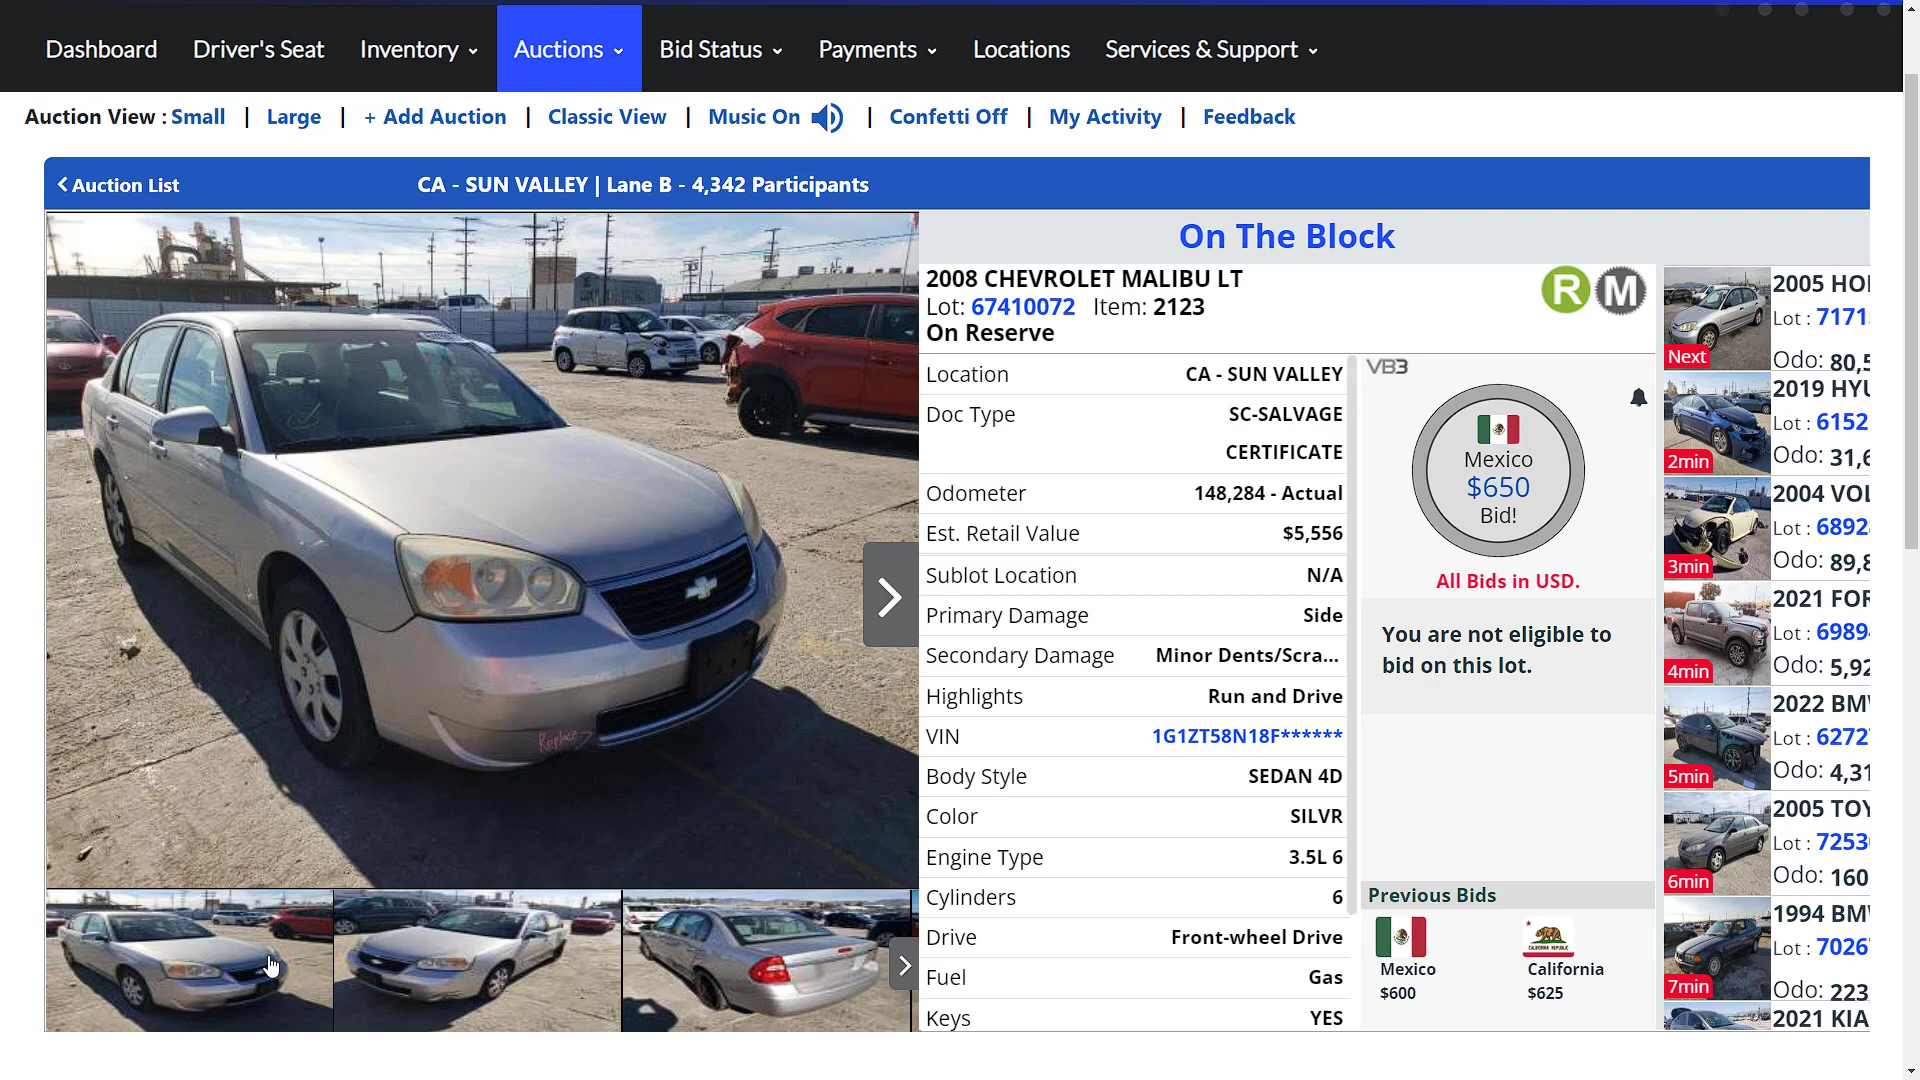 Dashboard
Driver's Seat
Inventory
Auctions
Bid Status
Payments
Locations
Services & Support
Auction View : Small | Large | + Add Auction | Classic View | Music On | Confetti Off | My Activity | Feedback
Auction List
CA - SUN VALLEY | Lane B - 4,342 Participants
On The Block
2008 CHEVROLET MALIBU LT
Lot: 67410072 Item: 2123
On Reserve
R M
Location CA - SUN VALLEY
Doc Type SC-SALVAGE
CERTIFICATE
Odometer 148,284 - Actual
Est. Retail Value $5,556
Sublot Location N/A
Primary Damage Side
Secondary Damage Minor Dents/Scra...
Highlights Run and Drive
VIN 1G1ZT58N18F******
Body Style SEDAN 4D
Color SILVR
Engine Type 3.5L 6
Cylinders 6
Drive Front-wheel Drive
Fuel Gas
Keys YES
Replace
VB3
Mexico
$650
Bid!
All Bids in USD.
You are not eligible to
bid on this lot.
Previous Bids
Mexico
$600
California
$625
CALIFORNIA REPUBLIC
2005 HO
Lot : 7171
Next
Odo: 80,5
2019 HYU
Lot : 6152
2min
Odo: 31,6
2004 VOL
Lot : 6892
3min
Odo: 89,8
2021 FOR
Lot : 6989
4min
Odo: 5,92
2022 BMW
Lot : 6272
5min
Odo: 4,31
2005 TOY
Lot : 7253
6min
Odo: 160
1994 BMW
Lot : 7026
7min
Odo: 223
2021 KIA